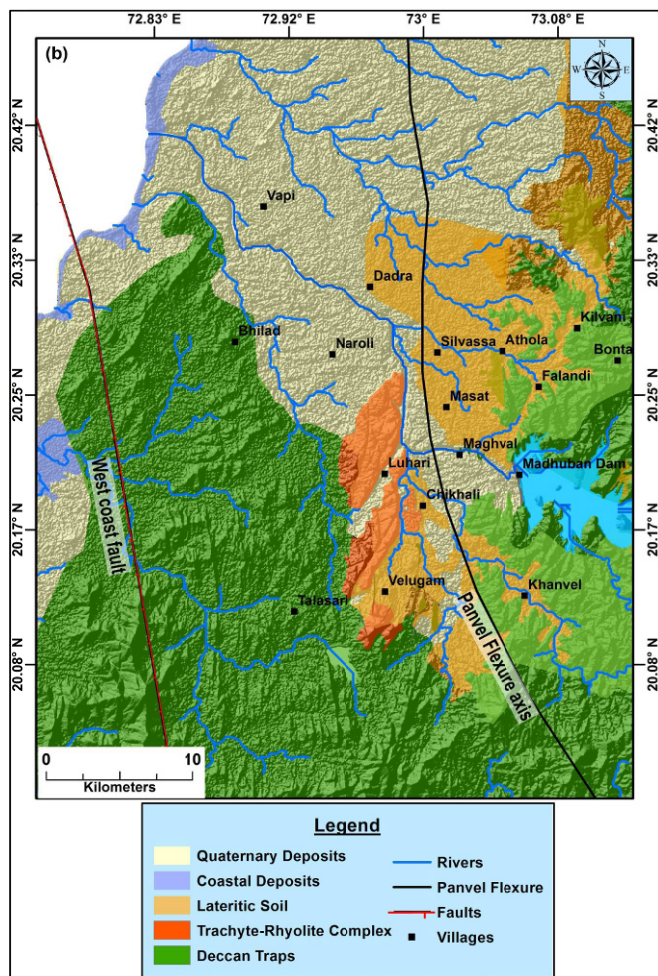 72.83° E 72.92° E 73° E 73.08° E
(b)
N
W E
S
20.42° N 20.42° N
Vapi
20.33° N 20.33° N
Dadra
Kilvani
Bhilad Naroli Silvassa Athola Bonta
Falandi
20.25° N 20.25° N
Masat
Maghval
Luhari Madhuban Dam
Chikhali
West coast fault
20.17° N 20.17° N
Velugam Khanvel
Talasari
Panvel Flexure axis
20.08° N 20.08° N
0 10
Kilometers
Legend
Quaternary Deposits Rivers
Coastal Deposits Panvel Flexure
Lateritic Soil Faults
Trachyte-Rhyolite Complex Villages
Deccan Traps